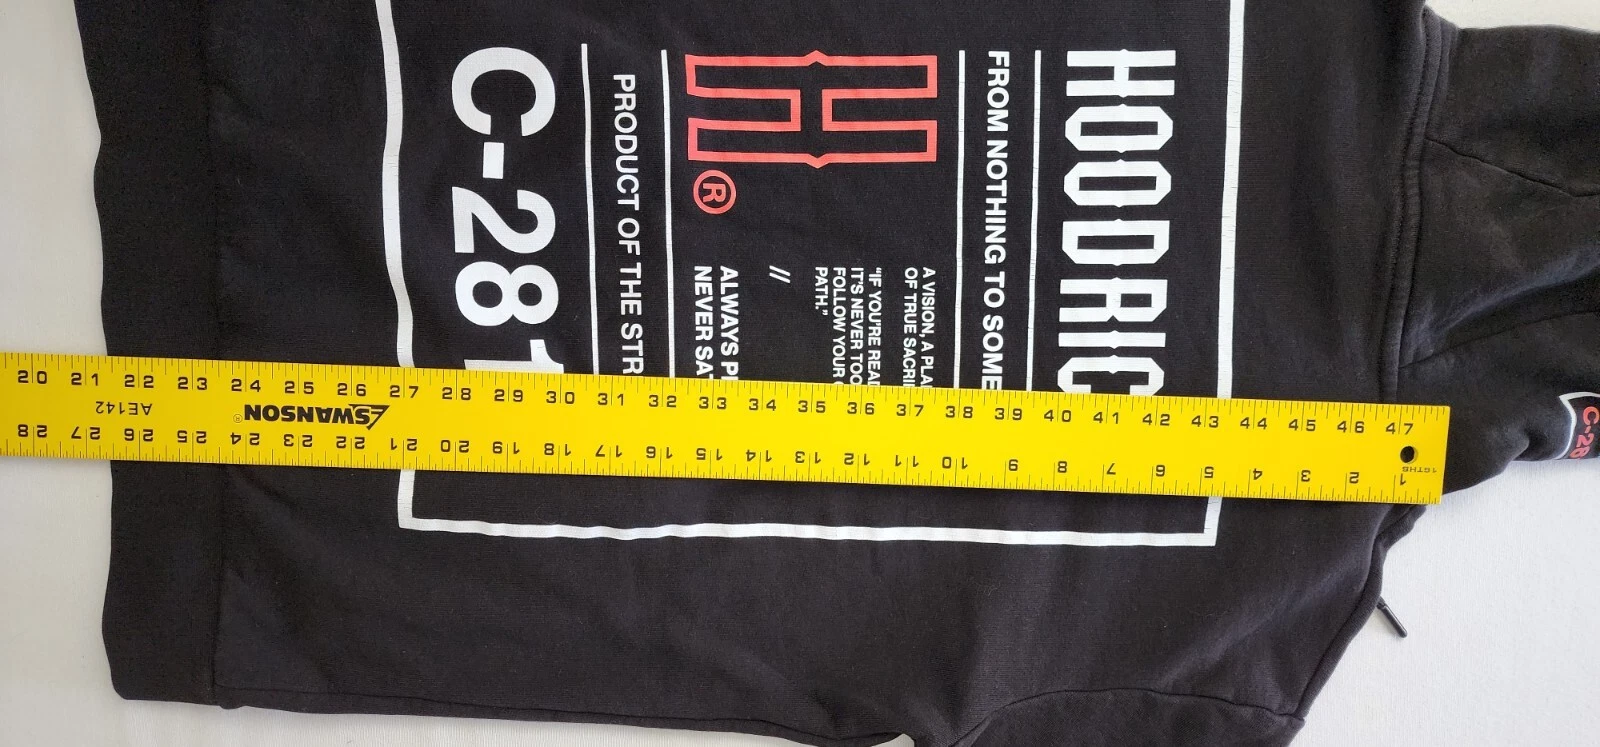 HOODRIC
FROM NOTHING TO SOME
H
®
A VISION, A PLA
OF TRUE SACRI
"IF YOU'RE READ
IT'S NEVER TOO
FOLLOW YOUR
PATH."
//
ALWAYS P
NEVER SA
PRODUCT OF THE STR
C-281
20 21 22 23 24 25 26 27 28 29 30 31 32 33 34 35 36 37 38 39 40 41 42 43 44 45 46 47
SWANSON®
AE142
16THS
1 2 3 4 5 6 7 8 9 10 11 12 13 14 15 16 17 18 19 20 21 22 23 24 25 26 27 28
C-28